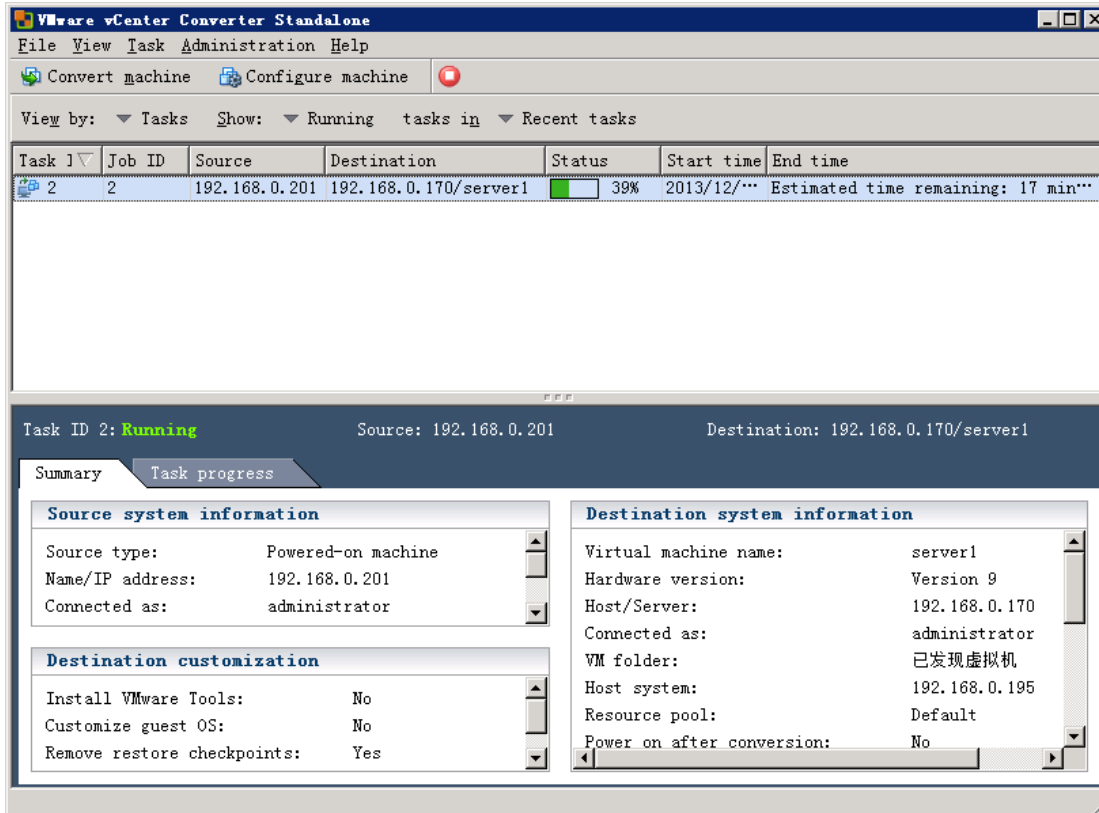 VMware vCenter Converter Standalone
File View Task Administration Help
Convert machine Configure machine
View by: Tasks Show: Running tasks in Recent tasks
Task I Job ID Source Destination Status Start time End time
2 2 192.168.0.201 192.168.0.170/server1 39% 2013/12/… Estimated time remaining: 17 min…
Task ID 2: Running Source: 192.168.0.201 Destination: 192.168.0.170/server1
Summary Task progress
Source system information
Source type: Powered-on machine
Name/IP address: 192.168.0.201
Connected as: administrator
Destination customization
Install VMware Tools: No
Customize guest OS: No
Remove restore checkpoints: Yes
Destination system information
Virtual machine name: server1
Hardware version: Version 9
Host/Server: 192.168.0.170
Connected as: administrator
VM folder: 已发现虚拟机
Host system: 192.168.0.195
Resource pool: Default
Power on after conversion: No